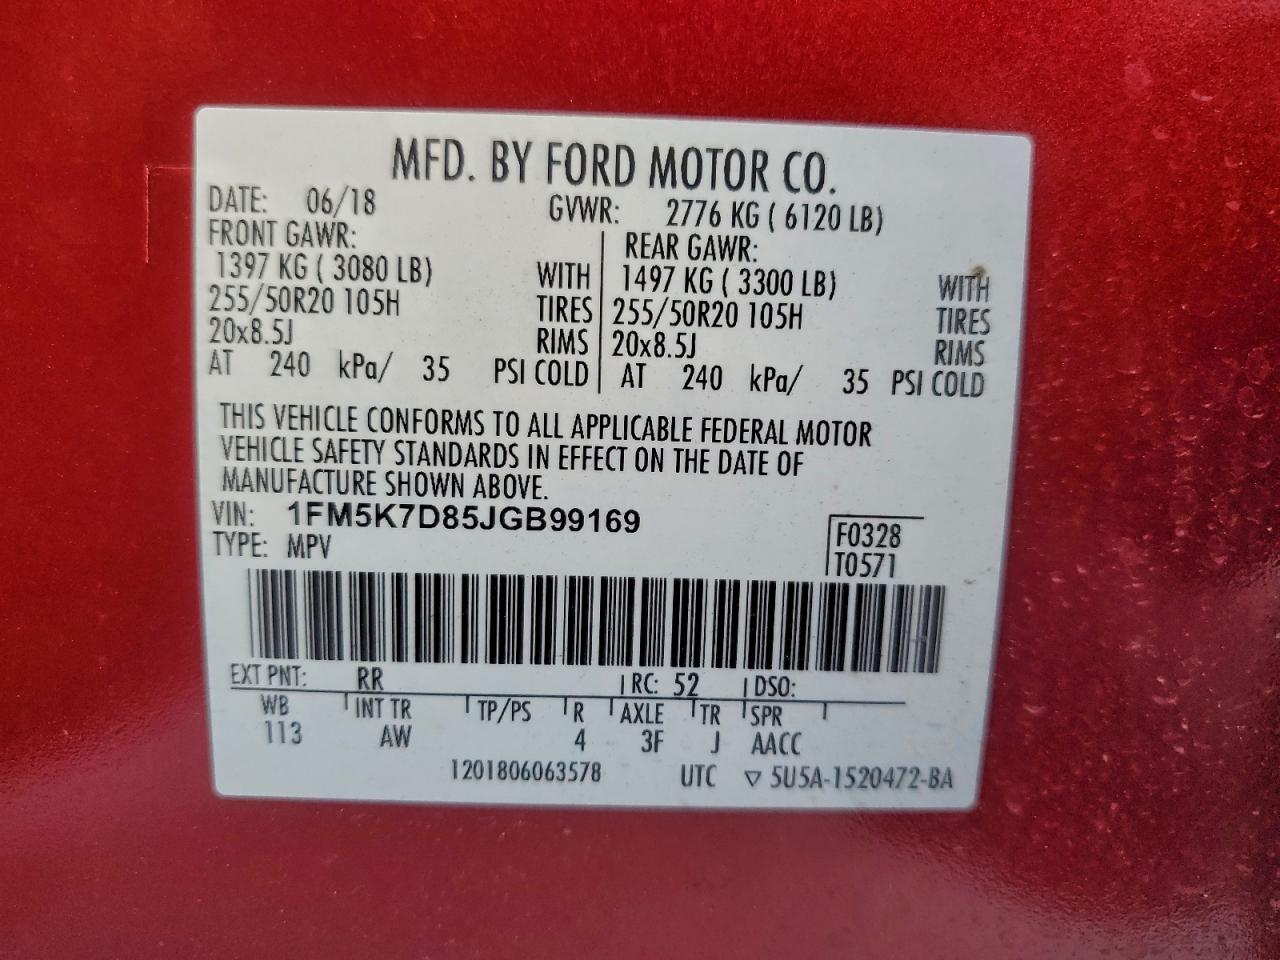 MFD. BY FORD MOTOR CO.
DATE: 06/18 GVWR: 2776 KG ( 6120 LB)
FRONT GAWR: REAR GAWR:
1397 KG ( 3080 LB) WITH 1497 KG ( 3300 LB) WITH
255/50R20 105H TIRES 255/50R20 105H TIRES
20x8.5J RIMS 20x8.5J RIMS
AT 240 kPa/ 35 PSI COLD AT 240 kPa/ 35 PSI COLD
THIS VEHICLE CONFORMS TO ALL APPLICABLE FEDERAL MOTOR
VEHICLE SAFETY STANDARDS IN EFFECT ON THE DATE OF
MANUFACTURE SHOWN ABOVE.
VIN: 1FM5K7D85JGB99169 F0328
TYPE: MPV T0571
EXT PNT: RR RC: 52 DSO:
WB INT TR TP/PS R AXLE TR SPR
113 AW 4 3F J AACC
1201806063578 UTC ▽ 5U5A-1520472-BA